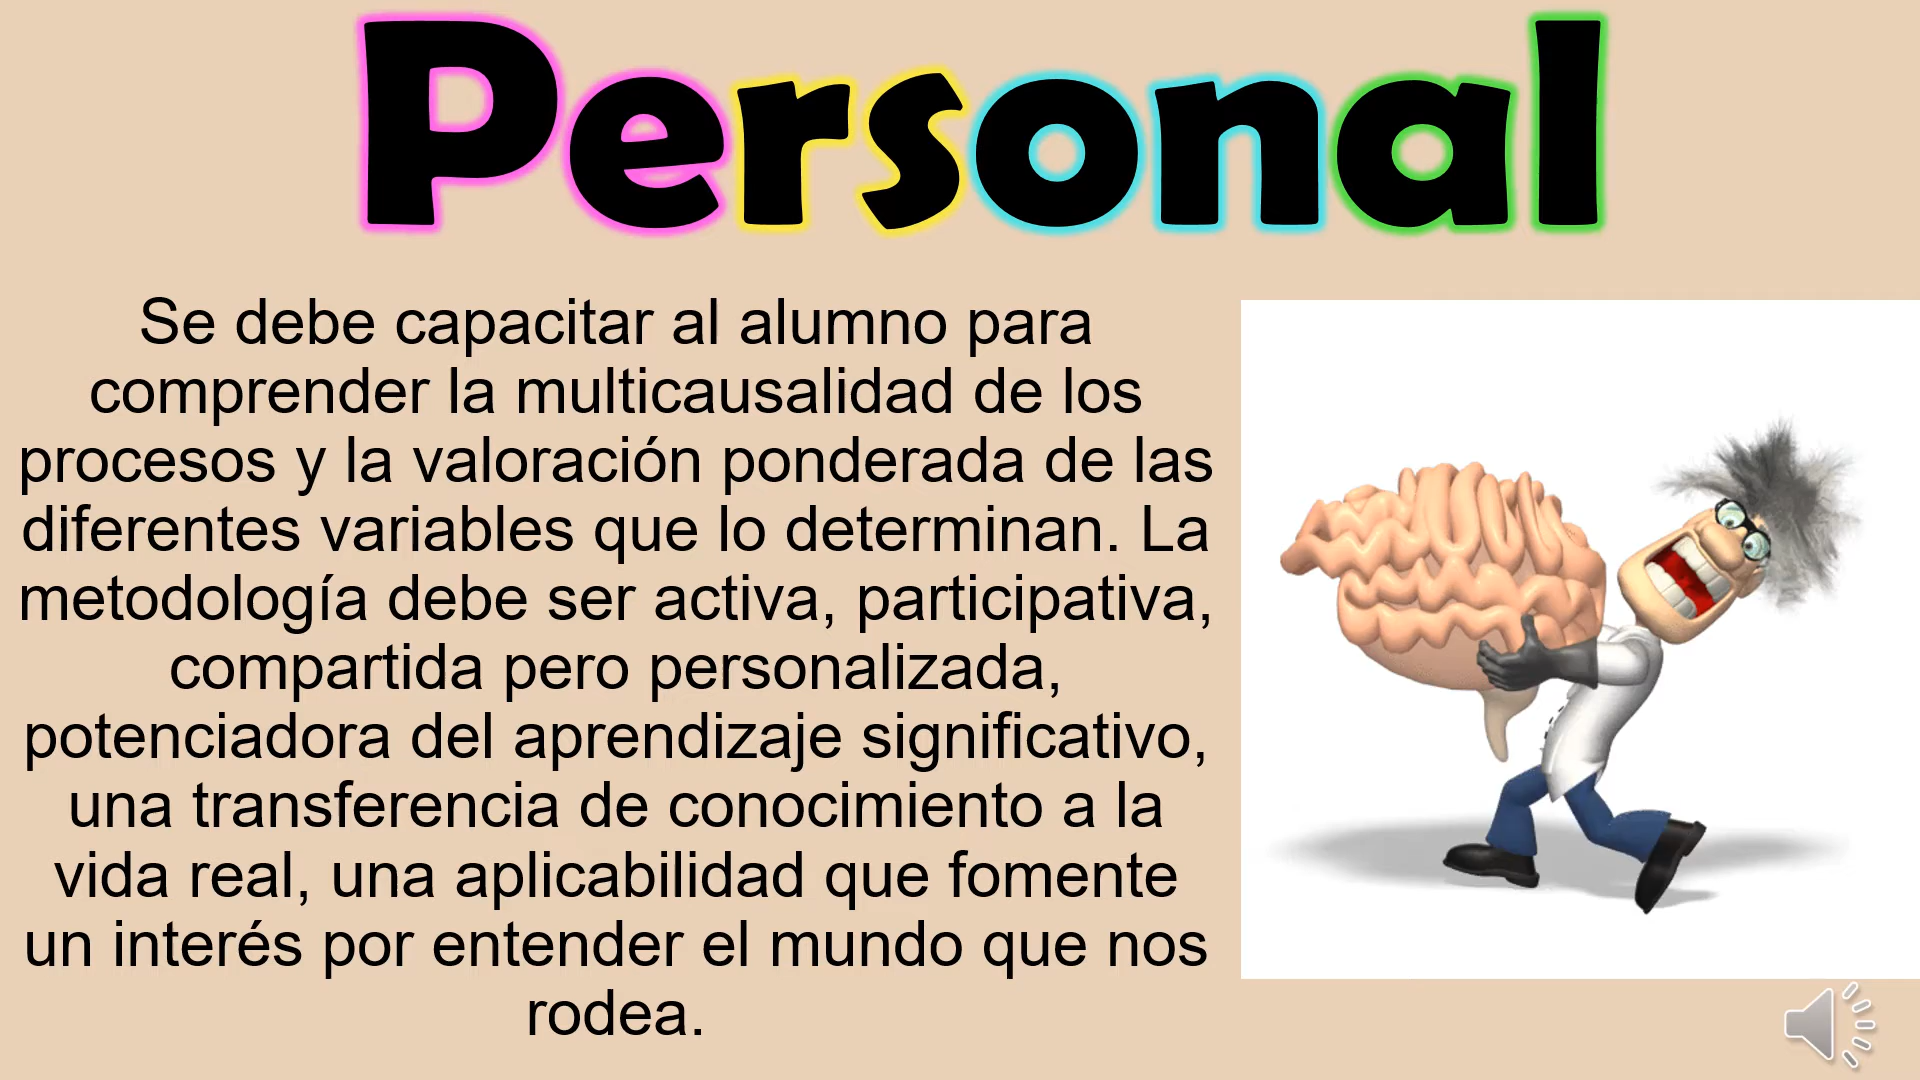 Personal
Se debe capacitar al alumno para
comprender la multicausalidad de los
procesos y la valoración ponderada de las
diferentes variables que lo determinan. La
metodología debe ser activa, participativa,
compartida pero personalizada,
potenciadora del aprendizaje significativo,
una transferencia de conocimiento a la
vida real, una aplicabilidad que fomente
un interés por entender el mundo que nos
rodea.